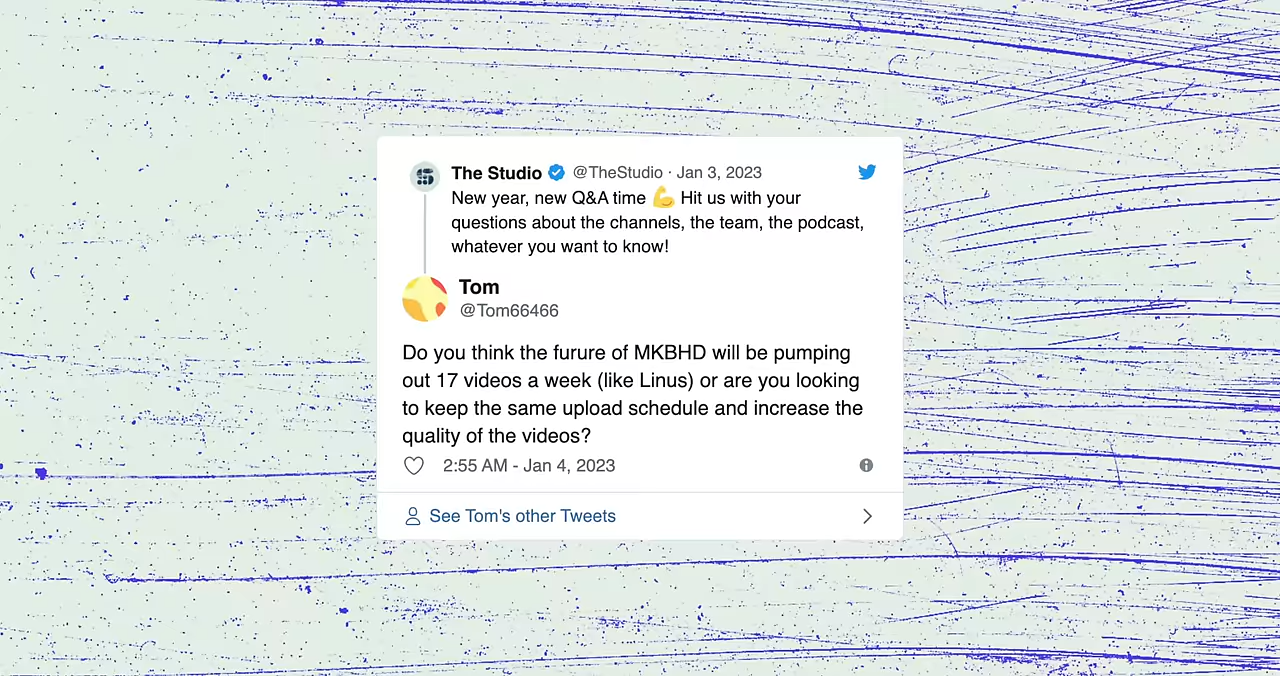 The Studio @TheStudio · Jan 3, 2023
New year, new Q&A time 💪 Hit us with your
questions about the channels, the team, the podcast,
whatever you want to know!
Tom
@Tom66466
Do you think the furure of MKBHD will be pumping
out 17 videos a week (like Linus) or are you looking
to keep the same upload schedule and increase the
quality of the videos?
2:55 AM - Jan 4, 2023
See Tom's other Tweets